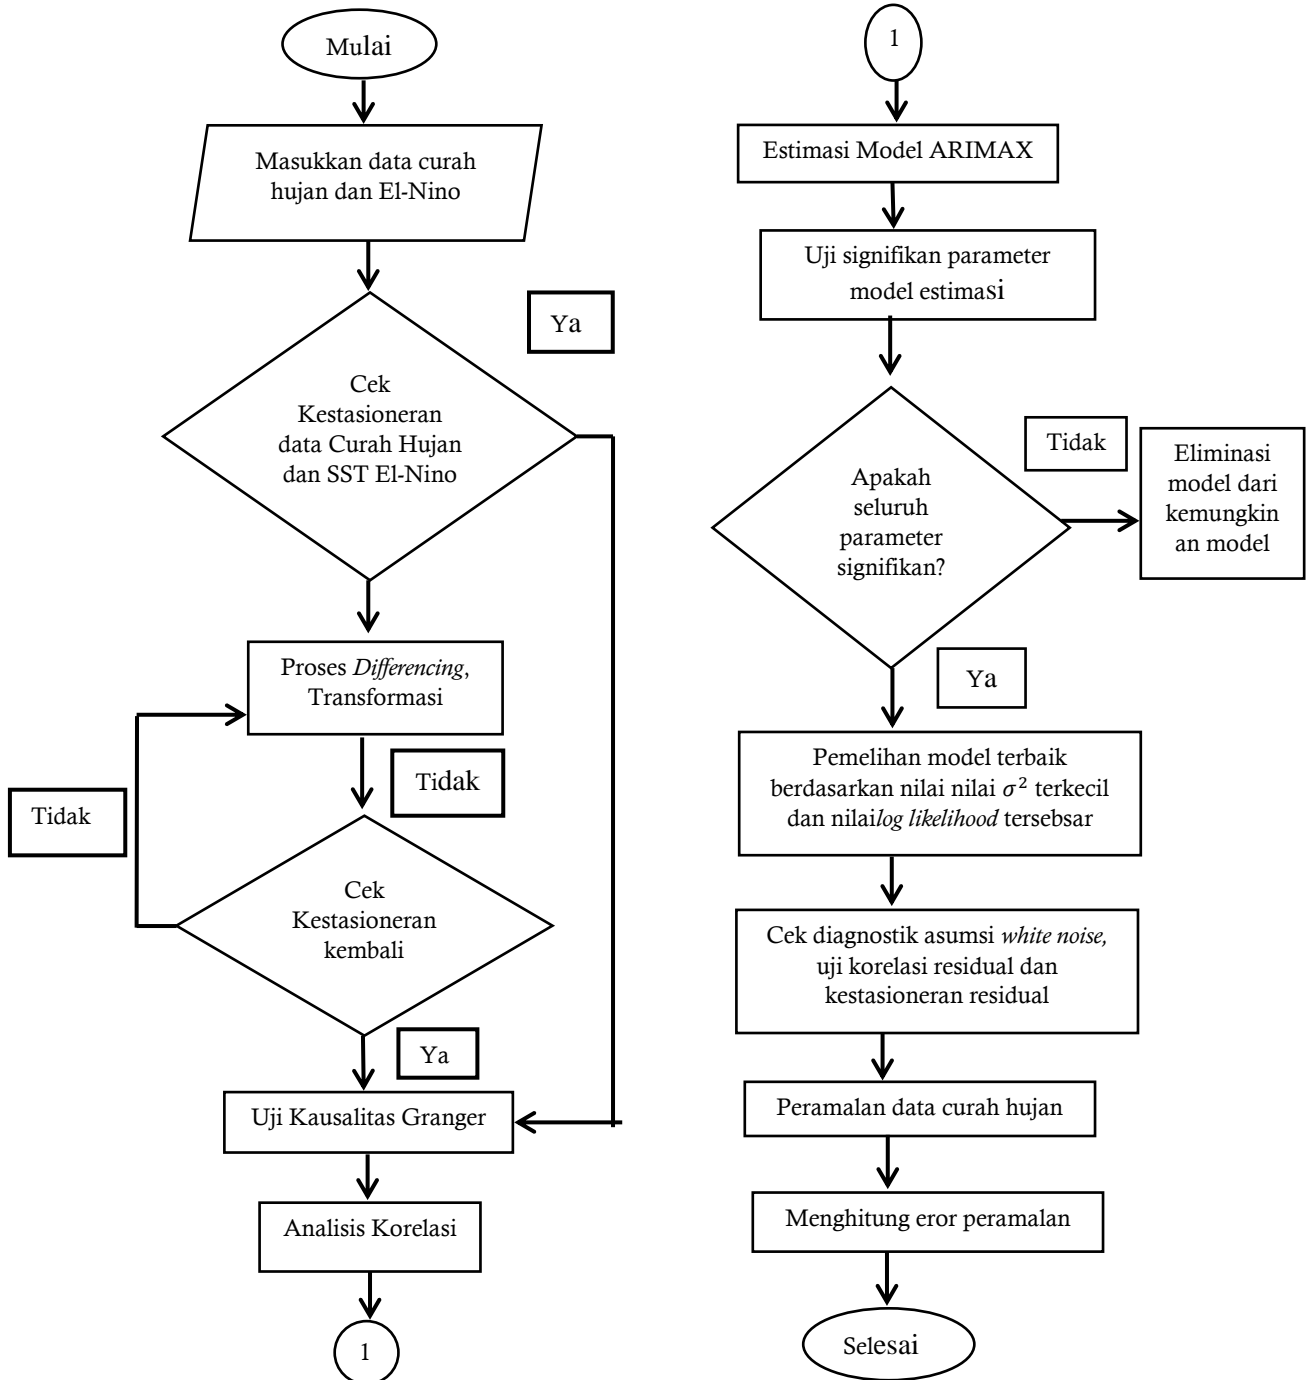 Mulai
Masukkan data curah
hujan dan El-Nino
Ya
Cek
Kestasioneran
data Curah Hujan
dan SST El-Nino
Proses Differencing,
Transformasi
Tidak
Tidak
Cek
Kestasioneran
kembali
Ya
Uji Kausalitas Granger
Analisis Korelasi
1
1
Estimasi Model ARIMAX
Uji signifikan parameter
model estimasi
Apakah
seluruh
parameter
signifikan?
Tidak
Eliminasi
model dari
kemungkin
an model
Ya
Pemelihan model terbaik
berdasarkan nilai nilai σ² terkecil
dan nilailog likelihood tersebsar
Cek diagnostik asumsi white noise,
uji korelasi residual dan
kestasioneran residual
Peramalan data curah hujan
Menghitung eror peramalan
Selesai